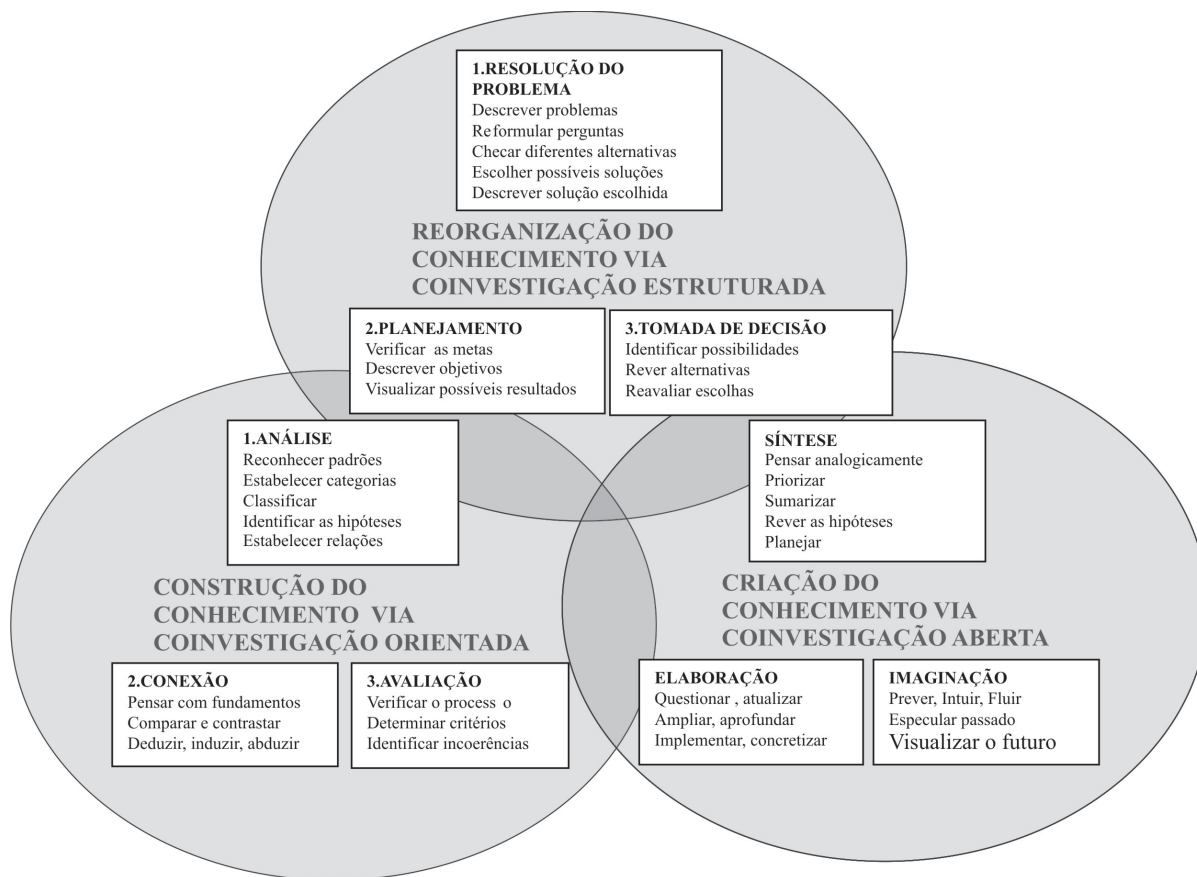 1.RESOLUÇÃO DO
PROBLEMA
Descrever problemas
Reformular perguntas
Checar diferentes alternativas
Escolher possíveis soluções
Descrever solução escolhida
REORGANIZAÇÃO DO
CONHECIMENTO VIA
COINVESTIGAÇÃO ESTRUTURADA
2.PLANEJAMENTO
Verificar as metas
Descrever objetivos
Visualizar possíveis resultados
3.TOMADA DE DECISÃO
Identificar possibilidades
Rever alternativas
Reavaliar escolhas
1.ANÁLISE
Reconhecer padrões
Estabelecer categorias
Classificar
Identificar as hipóteses
Estabelecer relações
SÍNTESE
Pensar analogicamente
Priorizar
Sumarizar
Rever as hipóteses
Planejar
CONSTRUÇÃO DO
CONHECIMENTO VIA
COINVESTIGAÇÃO ORIENTADA
CRIAÇÃO DO
CONHECIMENTO VIA
COINVESTIGAÇÃO ABERTA
2.CONEXÃO
Pensar com fundamentos
Comparar e contrastar
Deduzir, induzir, abduzir
3.AVALIAÇÃO
Verificar o process o
Determinar critérios
Identificar incoerências
ELABORAÇÃO
Questionar , atualizar
Ampliar, aprofundar
Implementar, concretizar
IMAGINAÇÃO
Prever, Intuir, Fluir
Especular passado
Visualizar o futuro